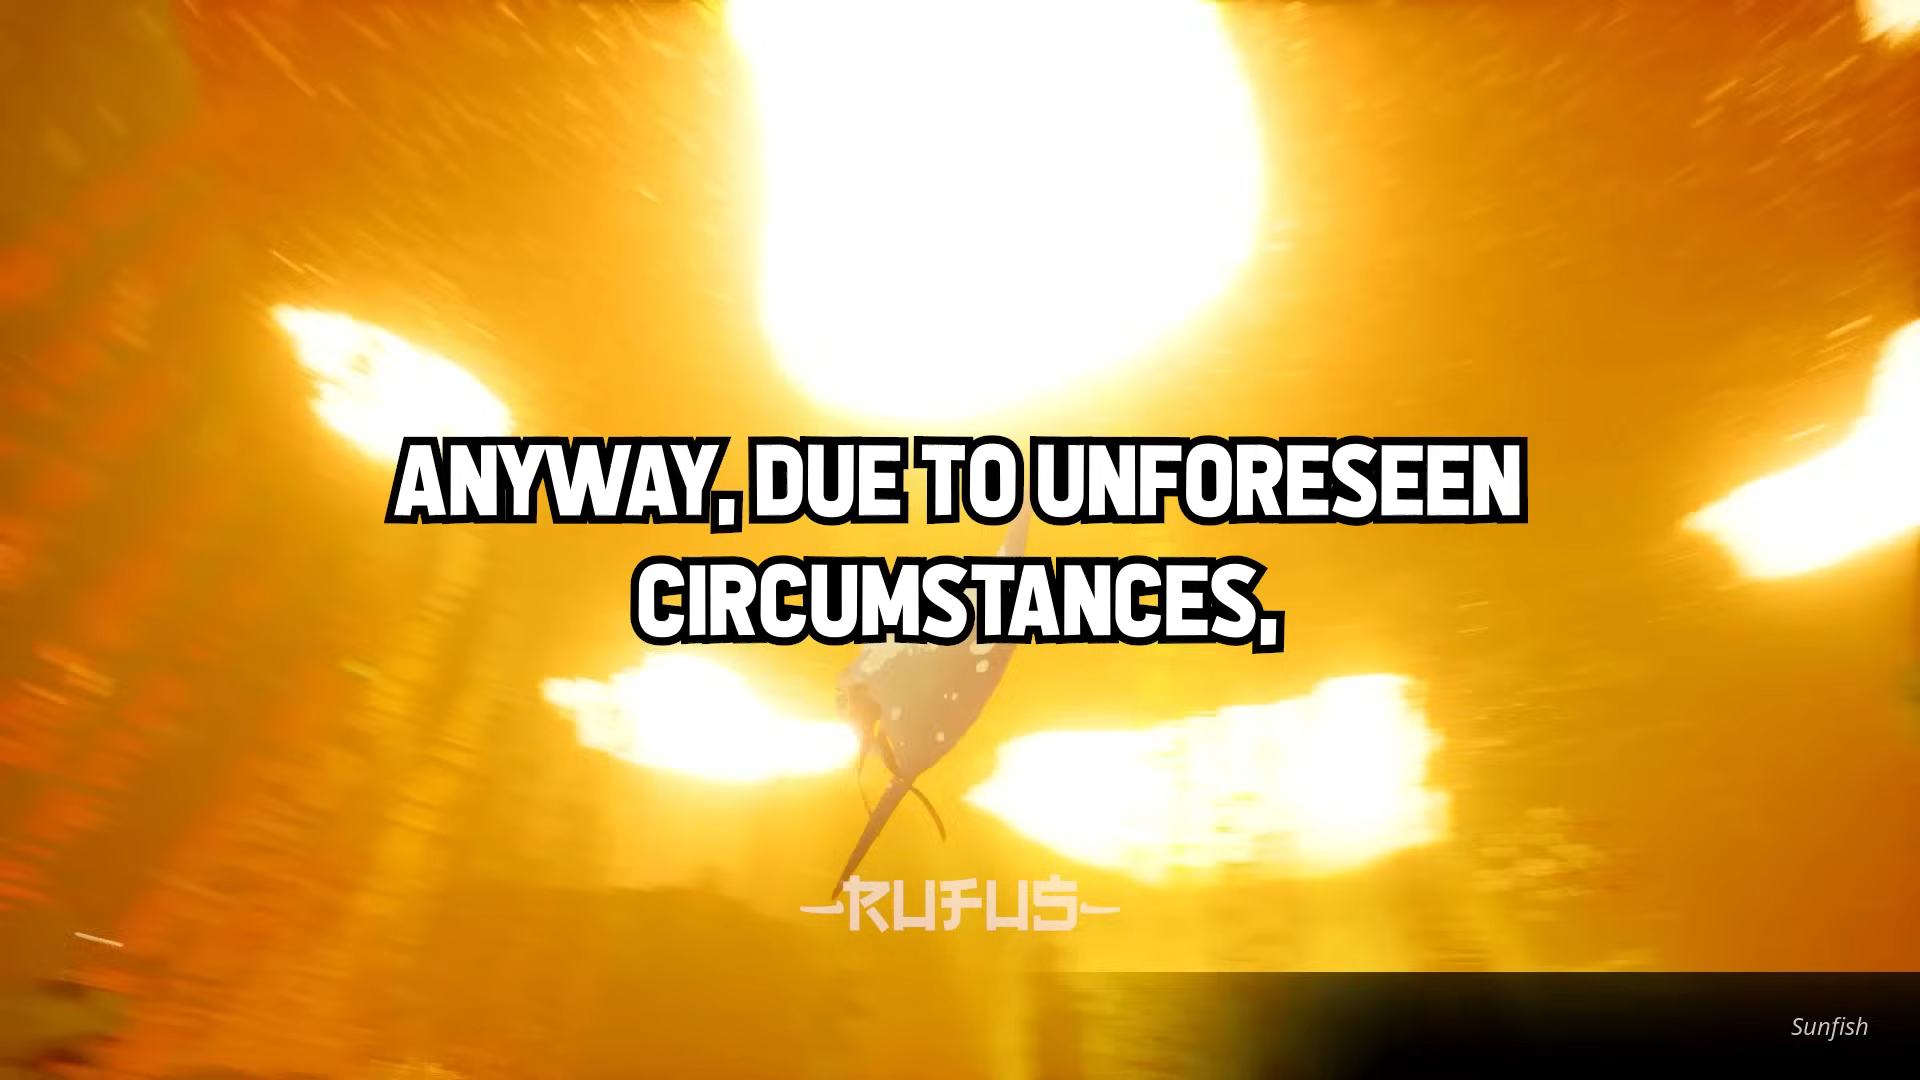 ANYWAY, DUE TO UNFORESEEN
CIRCUMSTANCES,
RUFUS
Sunfish